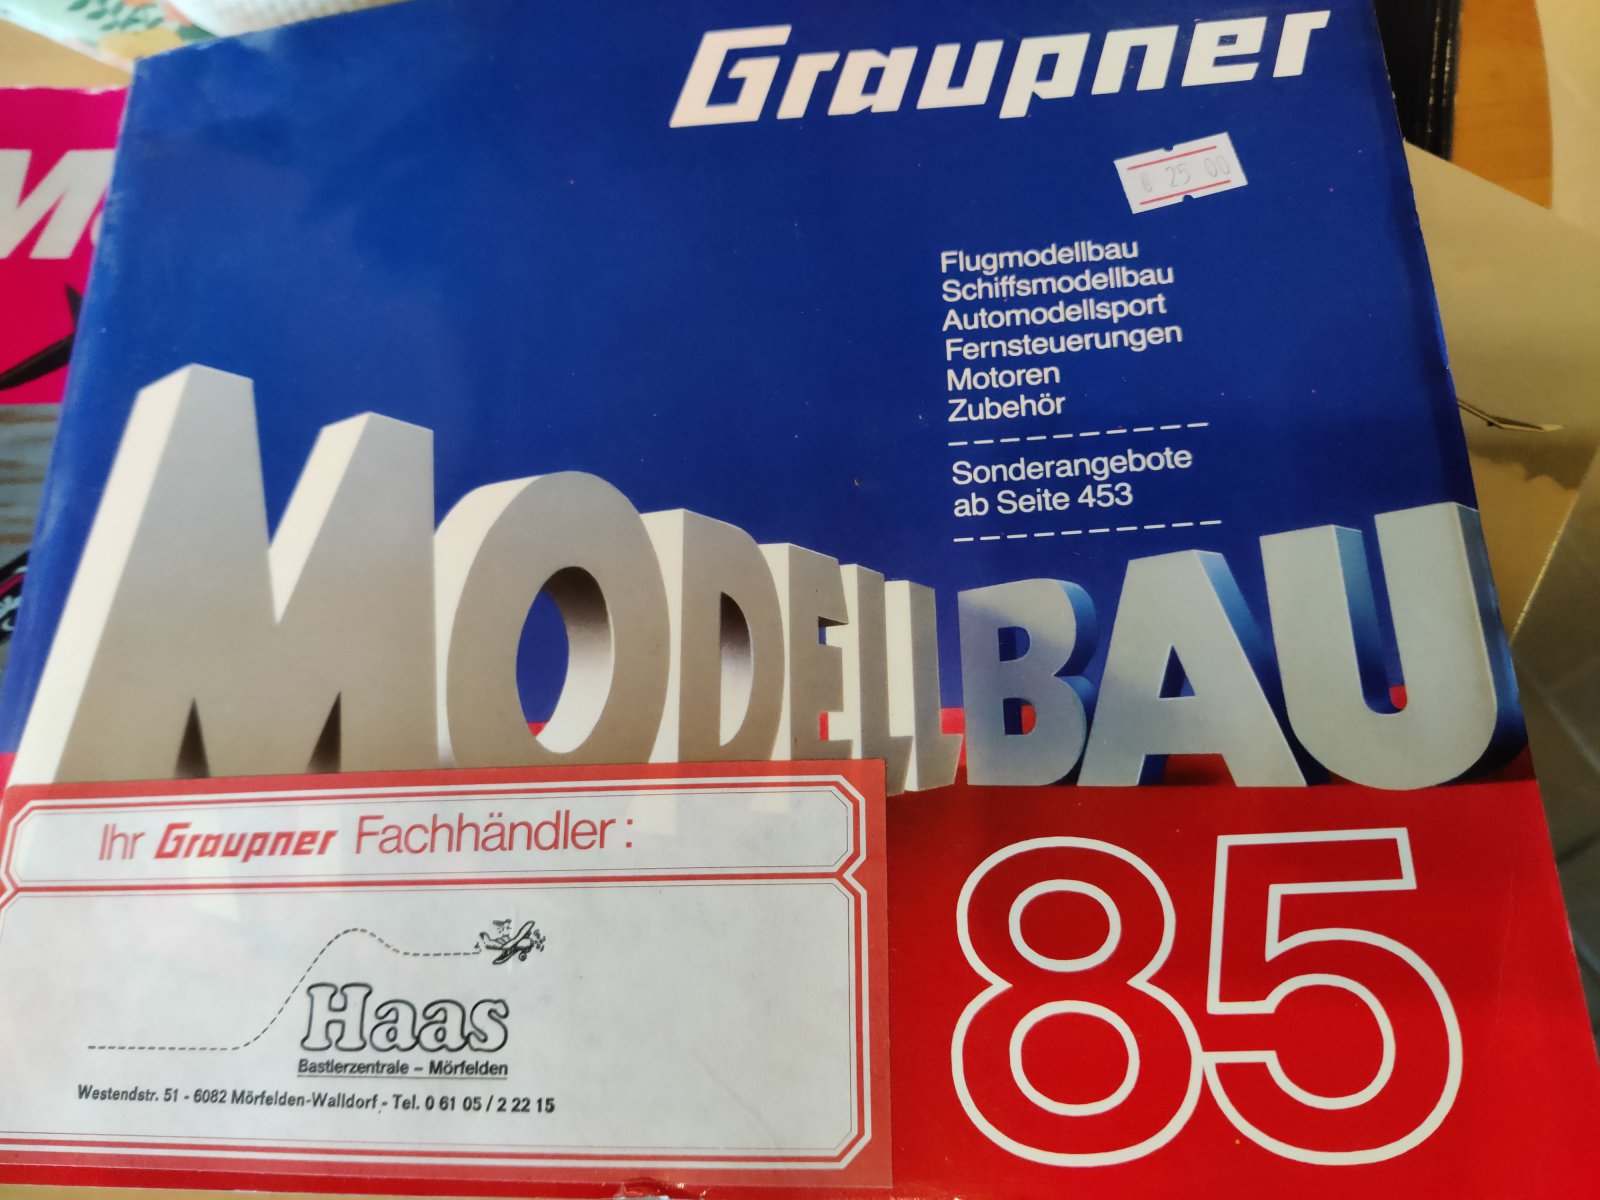 Graupner
€ 25 00
Flugmodellbau
Schiffsmodellbau
Automodellsport
Fernsteuerungen
Motoren
Zubehör
Sonderangebote
ab Seite 453
MODELLBAU
85
Ihr Graupner Fachhändler:
Haas
Bastlerzentrale - Mörfelden
Westendstr. 51 - 6082 Mörfelden-Walldorf - Tel. 0 61 05 / 2 22 15